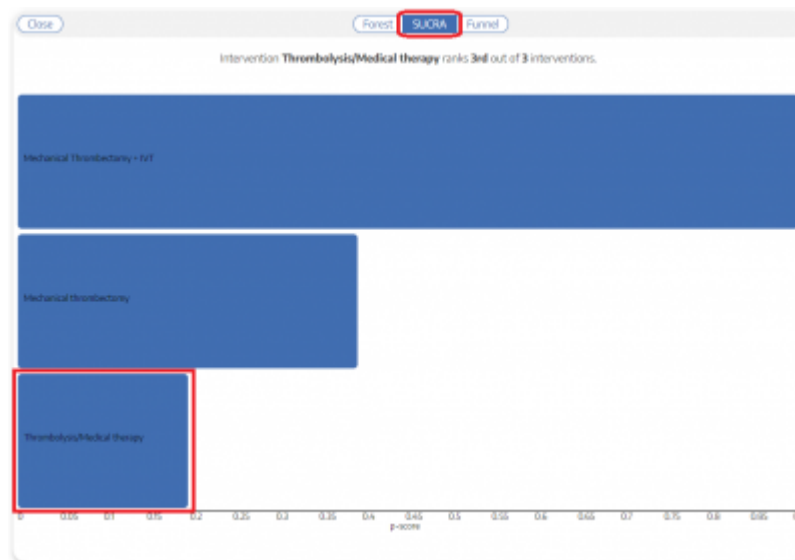 Close Forest SUCRA Funnel
Intervention Thrombolysis/Medical therapy ranks 3rd out of 3 interventions.
Mechanical Thrombectomy + IVT
Mechanical thrombectomy
Thrombolysis/Medical therapy
0 0.05 0.1 0.15 0.2 0.25 0.3 0.35 0.4 0.45 0.5 0.55 0.6 0.65 0.7 0.75 0.8 0.85
p-score